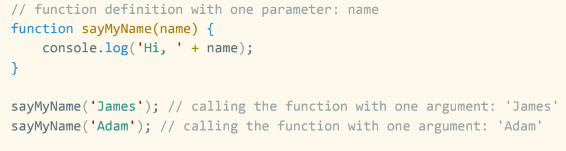 // function definition with one parameter: name
function sayMyName(name) {
    console.log('Hi, ' + name);
}

sayMyName('James'); // calling the function with one argument: 'James'
sayMyName('Adam'); // calling the function with one argument: 'Adam'